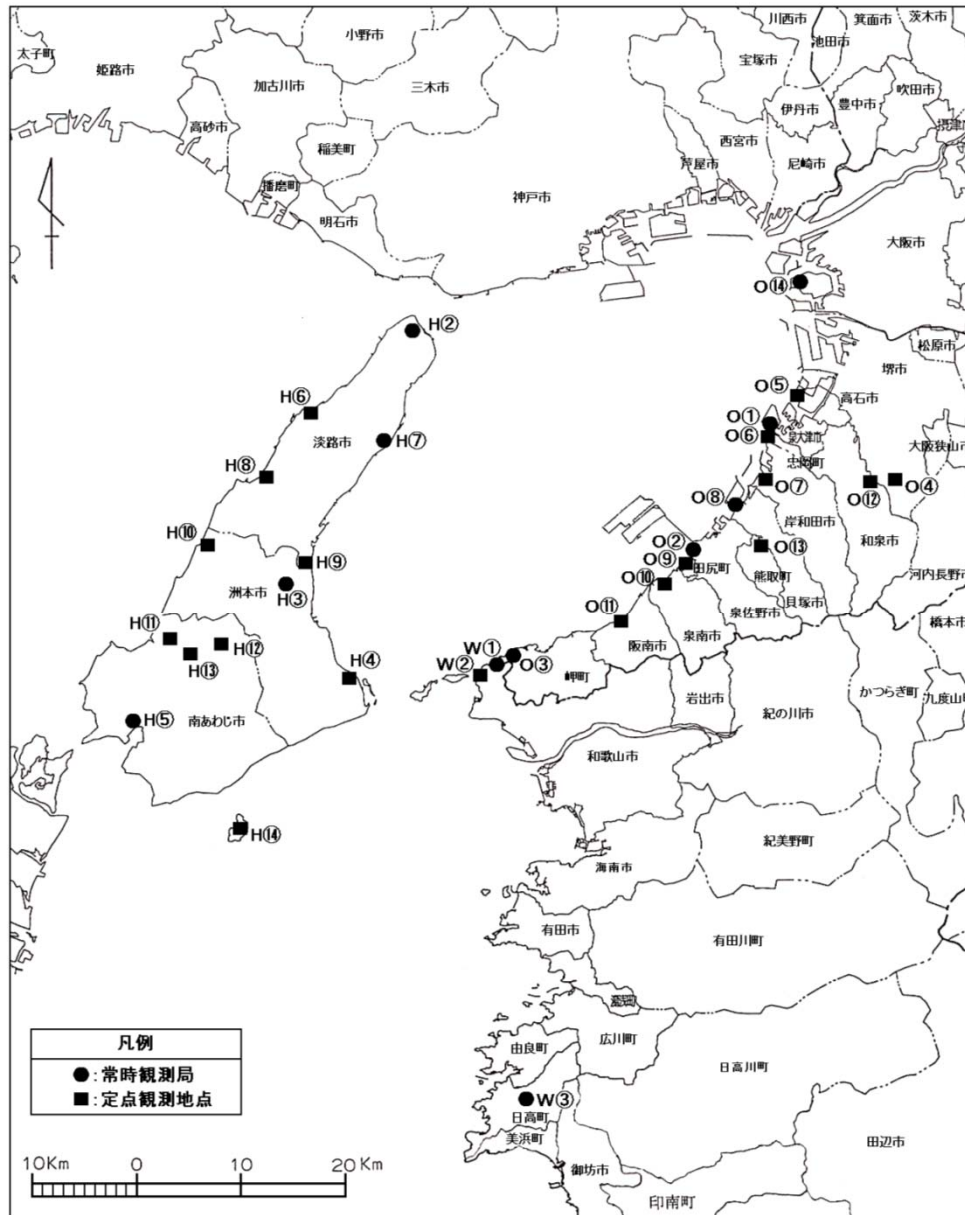 川西市
箕面市
茨木市
小野市
池田市
太子町
宝塚市
姫路市
加古川市
三木市
豊中市
吹田市
伊丹市
高砂市
摂津市
西宮市
稲美町
芦屋市
尼崎市
播磨町
神戸市
明石市
大阪市
O⑭
H②
松原市
堺市
O⑤
高石市
H⑥
O①
淡路市
H⑦
O⑥
泉大津市
大阪狭山市
忠岡町
H⑧
O⑦
O⑫
O④
O⑧
岸和田市
和泉市
H⑩
O②
O⑬
H⑨
O⑨
田尻町
熊取町
河内長野市
洲本市
H③
O⑩
貝塚市
泉佐野市
O⑪
橋本市
H⑪
H⑫
泉南市
阪南市
W①
H⑬
W②
O③
岬町
H④
岩出市
かつらぎ町
九度山町
H⑤
南あわじ市
紀の川市
和歌山市
H⑭
紀美野町
海南市
有田市
有田川町
湯浅町
広川町
由良町
日高川町
凡例
●:常時観測局
■:定点観測地点
W③
日高町
美浜町
田辺市
御坊市
10Km 0 10 20Km
印南町